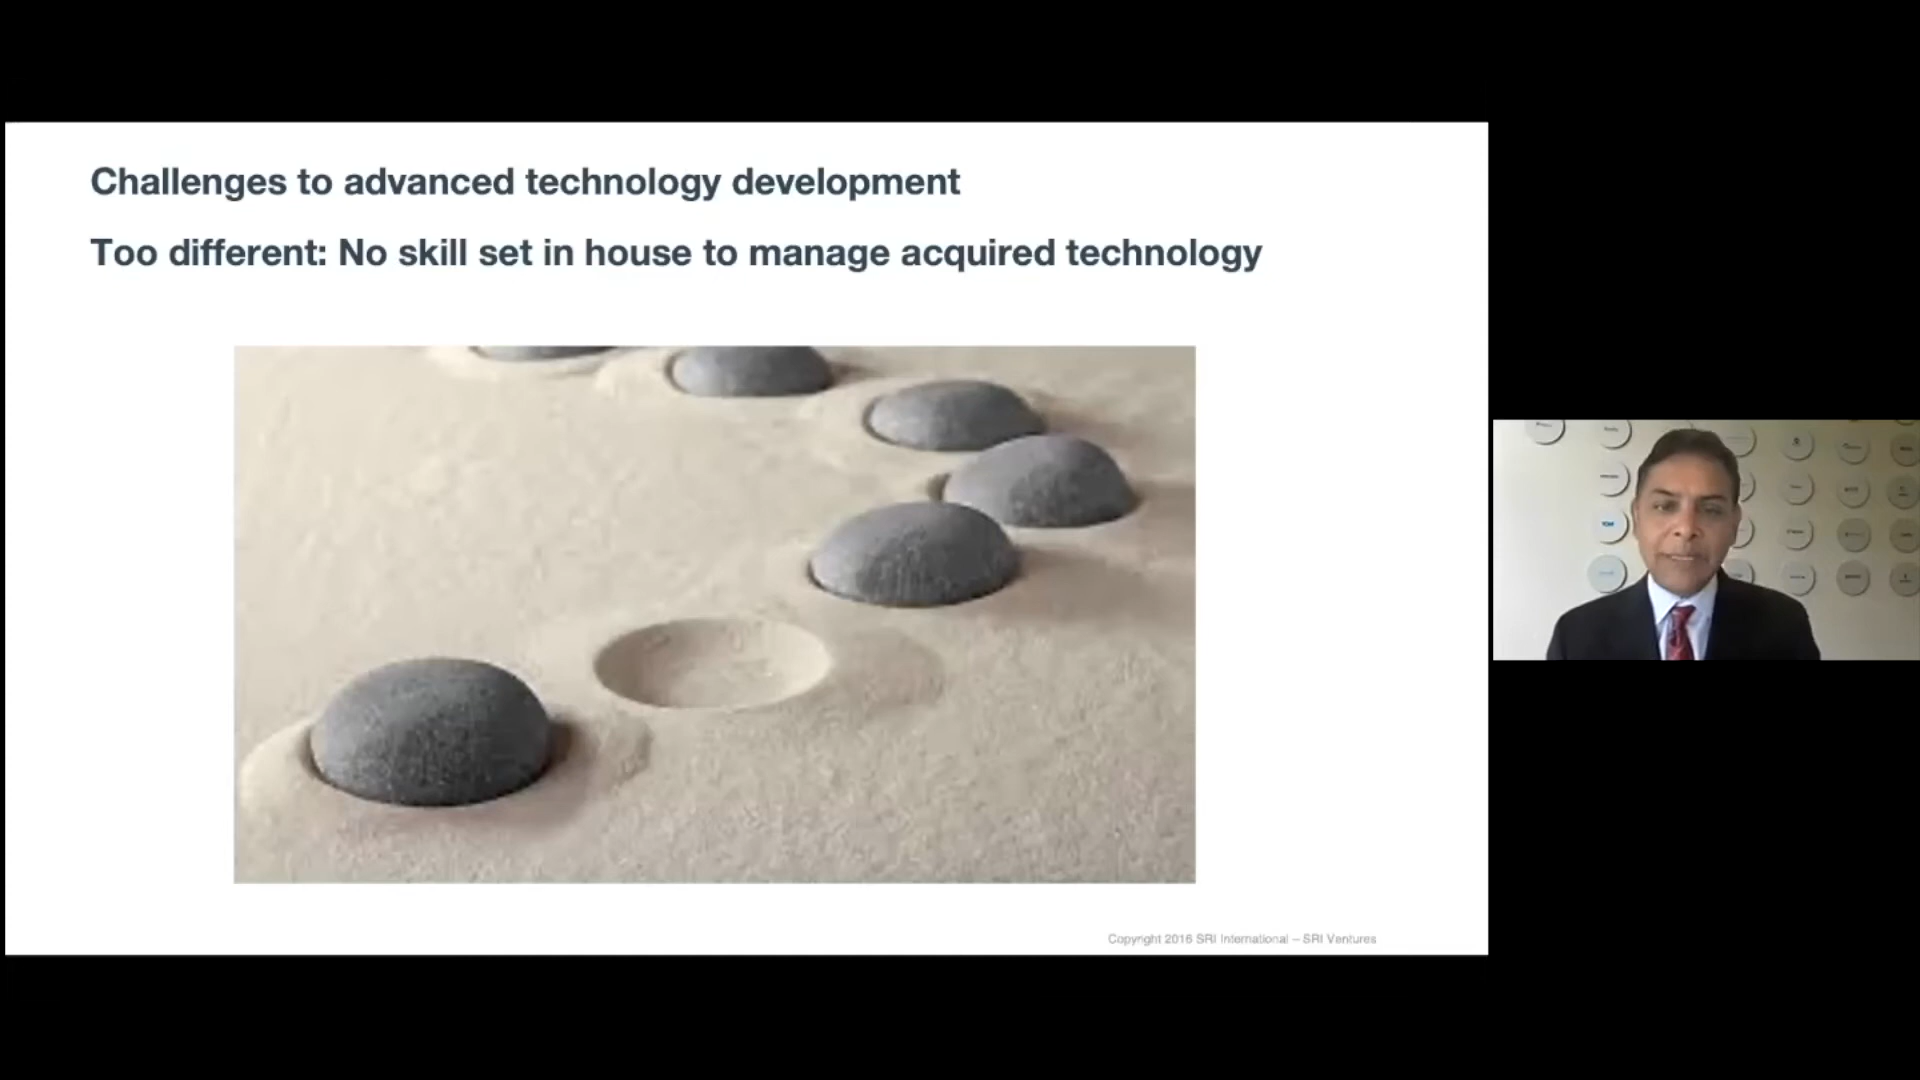 Challenges to advanced technology development
Too different: No skill set in house to manage acquired technology
Copyright 2016 SRI International – SRI Ventures